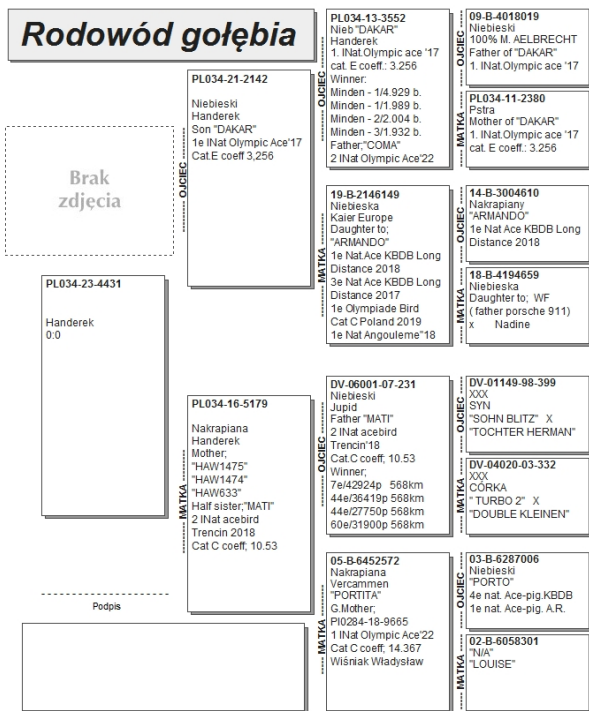 Rodowód gołębia
Brak
zdjęcia
PL034-23-4431
Handerek
0:0
Podpis
OJCIEC
PL034-21-2142
Niebieski
Handerek
Son "DAKAR"
1e INat Olympic Ace'17
Cat.E coeff 3,256
MATKA
PL034-16-5179
Nakrapiana
Handerek
Mother;
"HAW1475"
"HAW1474"
"HAW633"
Half sister;"MATI"
2 INat acebird
Trencin 2018
Cat C coeff; 10.53
OJCIEC
PL034-13-3552
Nieb "DAKAR"
Handerek
1. INat.Olympic ace '17
cat. E coeff.: 3.256
Winner:
Minden - 1/4.929 b.
Minden - 1/1.989 b.
Minden - 2/2.004 b.
Minden - 3/1.932 b.
Father;"COMA"
2 INat Olympic Ace'22
MATKA
19-B-2146149
Niebieska
Kaier Europe
Daughter to;
"ARMANDO"
1e Nat.Ace KBDB Long
Distance 2018
3e Nat Ace KBDB Long
Distance 2017
1e Olympiade Bird
Cat C Poland 2019
1e Nat Angouleme"18
OJCIEC
DV-06001-07-231
Niebieski
Jupid
Father "MATI"
2 INat acebird
Trencin'18
Cat.C coeff; 10.53
Winner;
7e/42924p 568km
44e/36419p 568km
44e/27750p 568km
60e/31900p 568km
MATKA
05-B-6452572
Nakrapiana
Vercammen
"PORTITA"
G.Mother;
Pl0284-18-9665
1 INat Olympic Ace'22
Cat C coeff; 14.367
Wiśniak Władysław
OJCIEC
09-B-4018019
Niebieski
100% M. AELBRECHT
Father of "DAKAR"
1. INat.Olympic ace '17
MATKA
PL034-11-2380
Pstra
Mother of "DAKAR"
1. INat.Olympic ace '17
cat. E coeff.: 3.256
OJCIEC
14-B-3004610
Nakrapiany
"ARMANDO"
1e Nat Ace KBDB Long
Distance 2018
MATKA
18-B-4194659
Niebieska
Daughter to; WF
( father porsche 911)
x Nadine
OJCIEC
DV-01149-98-399
XXX
SYN
"SOHN BLITZ" X
"TOCHTER HERMAN"
MATKA
DV-04020-03-332
XXX
CÓRKA
" TURBO 2" X
"DOUBLE KLEINEN"
OJCIEC
03-B-6287006
Niebieski
"PORTO"
4e nat. Ace-pig.KBDB
1e nat. Ace-pig. A.R.
MATKA
02-B-6058301
"N/A"
"LOUISE"